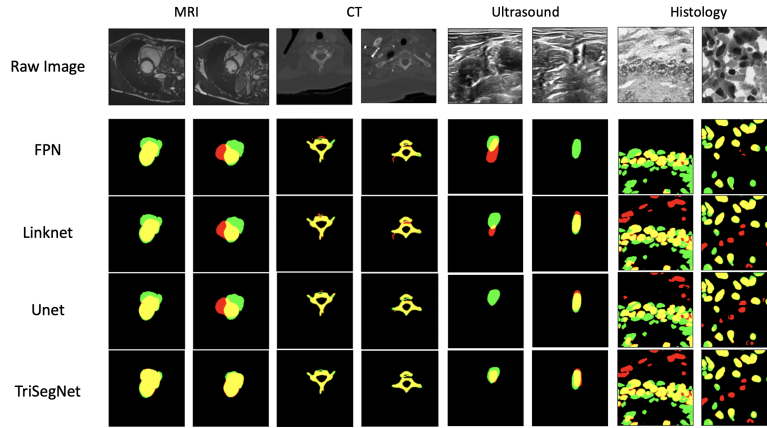 MRI CT Ultrasound Histology
Raw Image
FPN
Linknet
Unet
TriSegNet